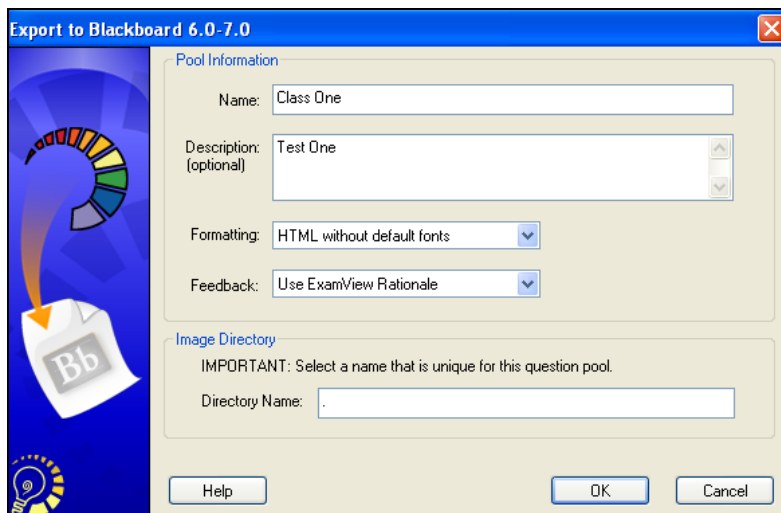 Export to Blackboard 6.0-7.0
Pool Information
Name: Class One
Description: Test One
(optional)
Formatting: HTML without default fonts
Feedback: Use ExamView Rationale
Image Directory
IMPORTANT: Select a name that is unique for this question pool.
Directory Name: .
Bb
Help OK Cancel